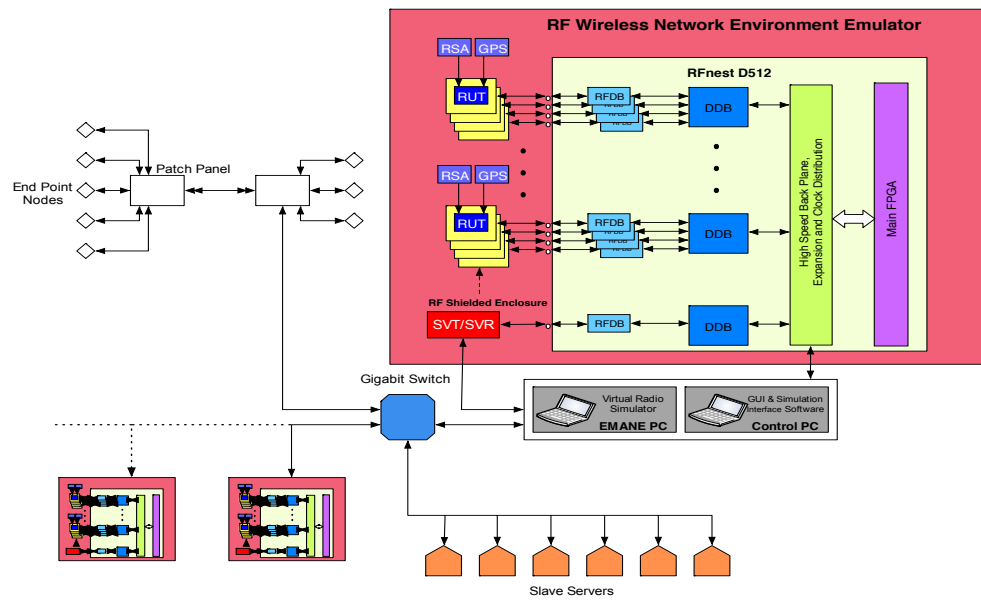 RF Wireless Network Environment Emulator
RSA
GPS
RFnest D512
RUT
RFDB
RFDB
DDB
Patch Panel
End Point
Nodes
RSA
GPS
RUT
RFDB
RFDB
DDB
High Speed Back Plane,
Expansion and Clock Distribution
Main FPGA
RF Shielded Enclosure
SVT/SVR
RFDB
DDB
Gigabit Switch
Virtual Radio
Simulator
EMANE PC
GUI & Simulation
Interface Software
Control PC
Slave Servers